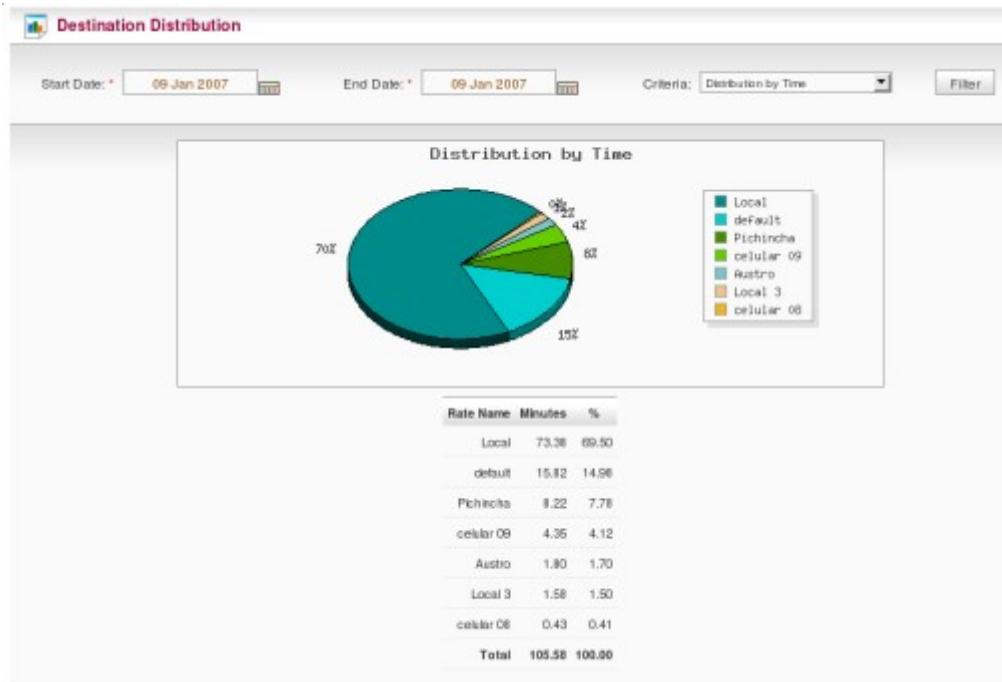 Destination Distribution
Start Date: * 09 Jan 2007 End Date: * 09 Jan 2007 Criteria: Distribution by Time Filter
Distribution by Time
70%
2%
4%
8%
15%
Local
default
Pichincha
celular 09
Austro
Local 3
celular 08
Rate Name Minutes %
Local 73.38 69.50
default 15.82 14.98
Pichincha 8.22 7.78
celular 09 4.35 4.12
Austro 1.80 1.70
Local 3 1.58 1.50
celular 08 0.43 0.41
Total 105.58 100.00